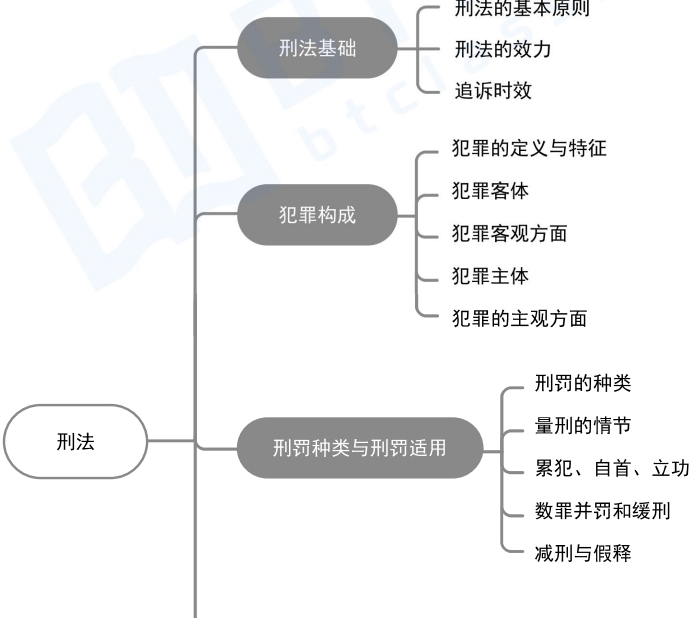 刑法的基本原则
刑法基础
刑法的效力
追诉时效
犯罪的定义与特征
犯罪客体
犯罪构成
犯罪客观方面
犯罪主体
犯罪的主观方面
刑罚的种类
量刑的情节
刑法
刑罚种类与刑罚适用
累犯、自首、立功
数罪并罚和缓刑
减刑与假释